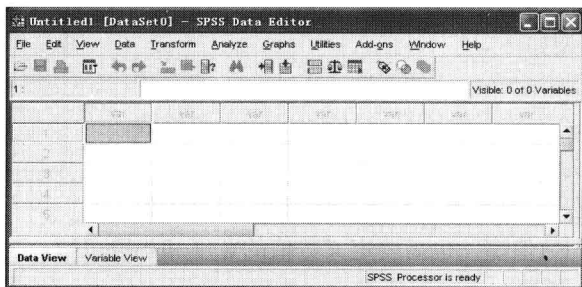 Untitled1 [DataSet0] - SPSS Data Editor
File Edit View Data Transform Analyze Graphs Utilities Add-ons Window Help
1 : Visible: 0 of 0 Variables
var var var var var var var
1
2
3
4
5
Data View Variable View
SPSS Processor is ready